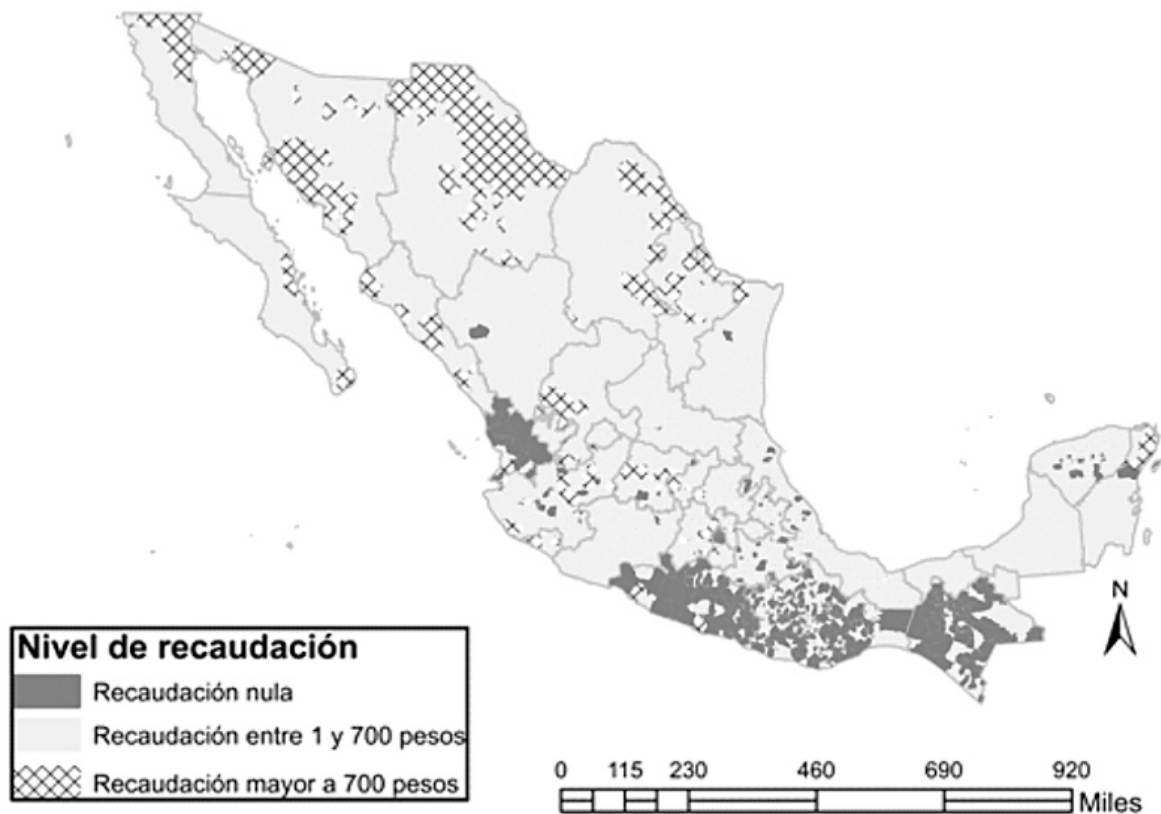 N
Nivel de recaudación
Recaudación nula
Recaudación entre 1 y 700 pesos
Recaudación mayor a 700 pesos
0 115 230 460 690 920
Miles